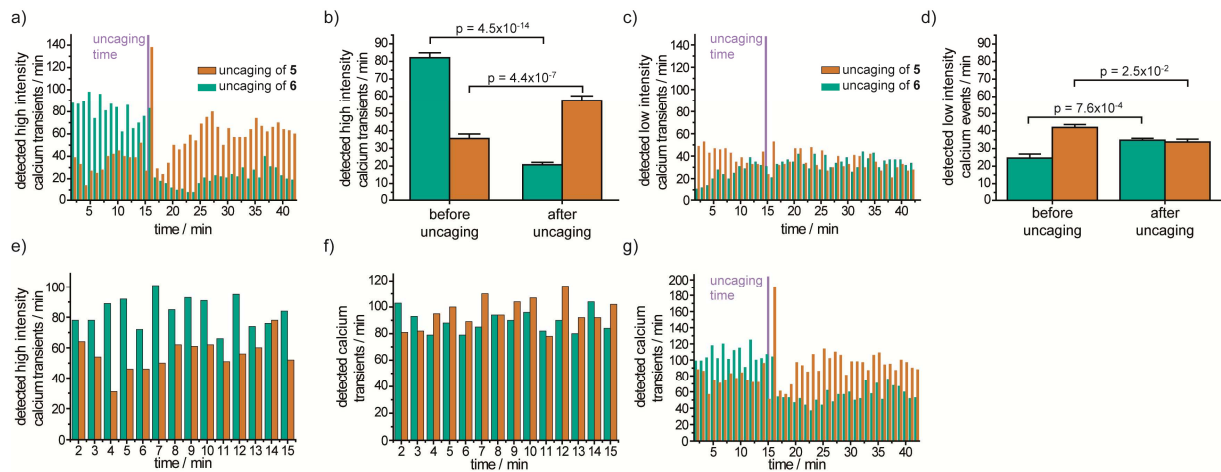 a)
detected high intensity
calcium transients / min
140
120
100
80
60
40
20
0
uncaging
time
uncaging of 5
uncaging of 6
5 10 15 20 25 30 35 40
time / min
b)
detected high intensity
calcium transients / min
90
80
70
60
50
40
30
20
10
0
p = 4.5x10-14
p = 4.4x10-7
before
uncaging
after
uncaging
c)
detected low intensity
calcium transients / min
140
120
100
80
60
40
20
0
uncaging
time
uncaging of 5
uncaging of 6
5 10 15 20 25 30 35 40
time / min
d)
detected low intensity
calcium events / min
90
80
70
60
50
40
30
20
10
0
p = 2.5x10-2
p = 7.6x10-4
before
uncaging
after
uncaging
e)
detected high intensity
calciumtransients / min
100
80
60
40
20
0
2 3 4 5 6 7 8 9 10 11 12 13 14 15
time / min
f)
detected calcium
transients / min
120
100
80
60
40
20
0
2 3 4 5 6 7 8 9 10 11 12 13 14 15
time / min
g)
detected calcium
transients / min
200
180
160
140
120
100
80
60
40
20
0
uncaging
time
5 10 15 20 25 30 35 40
time / min